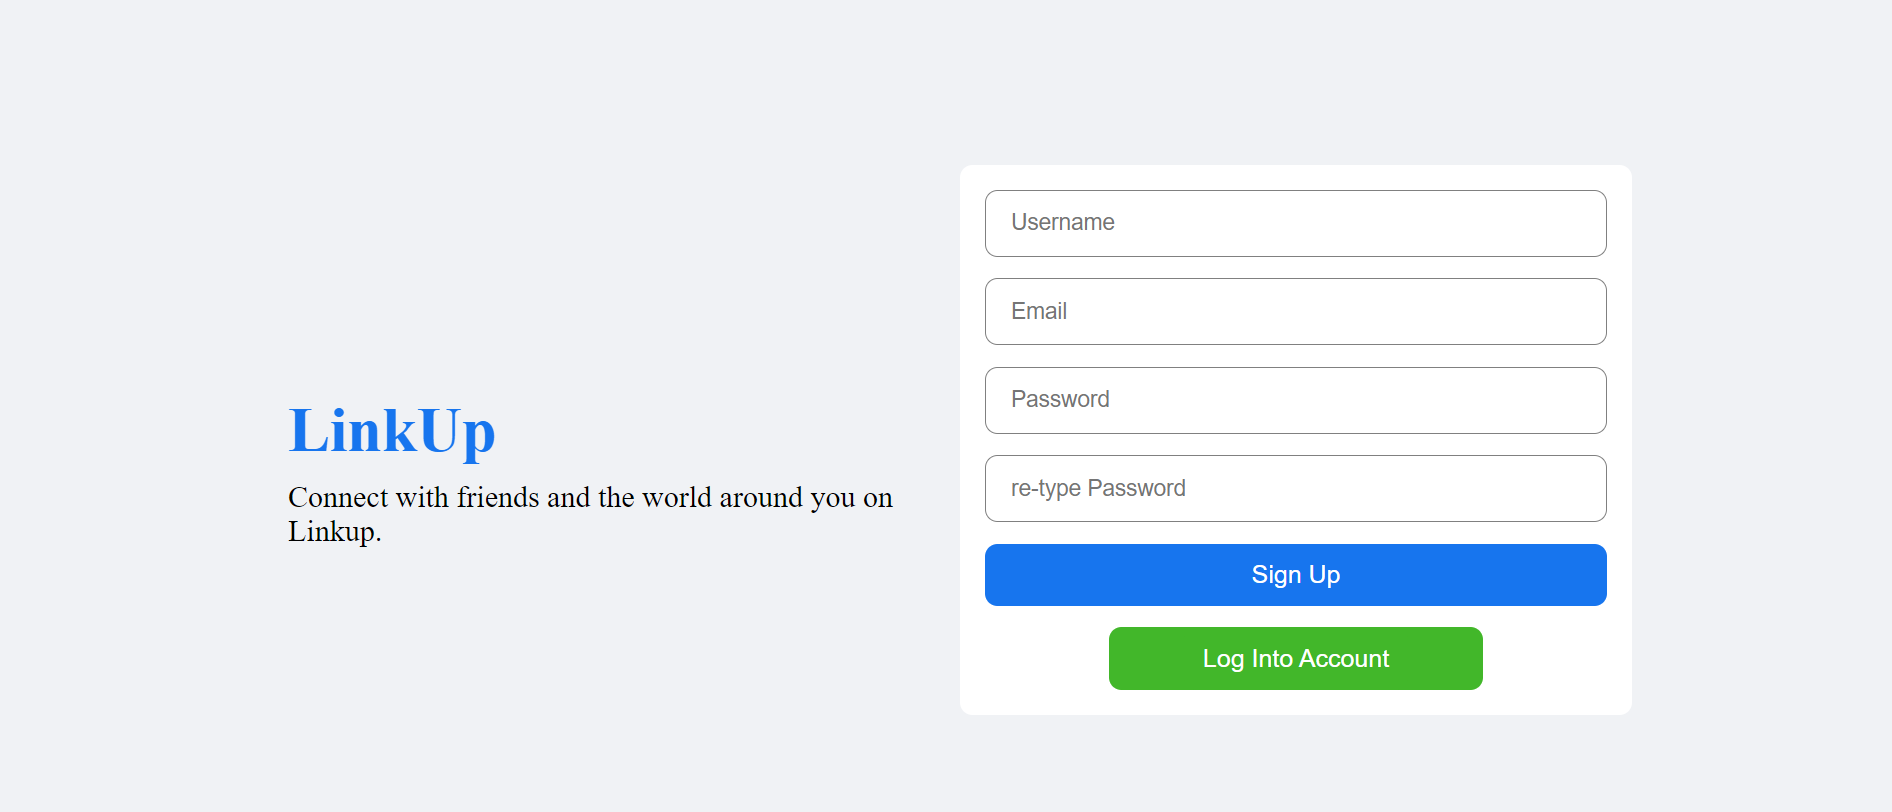 LinkUp
Connect with friends and the world around you on
Linkup.
Username
Email
Password
re-type Password
Sign Up
Log Into Account